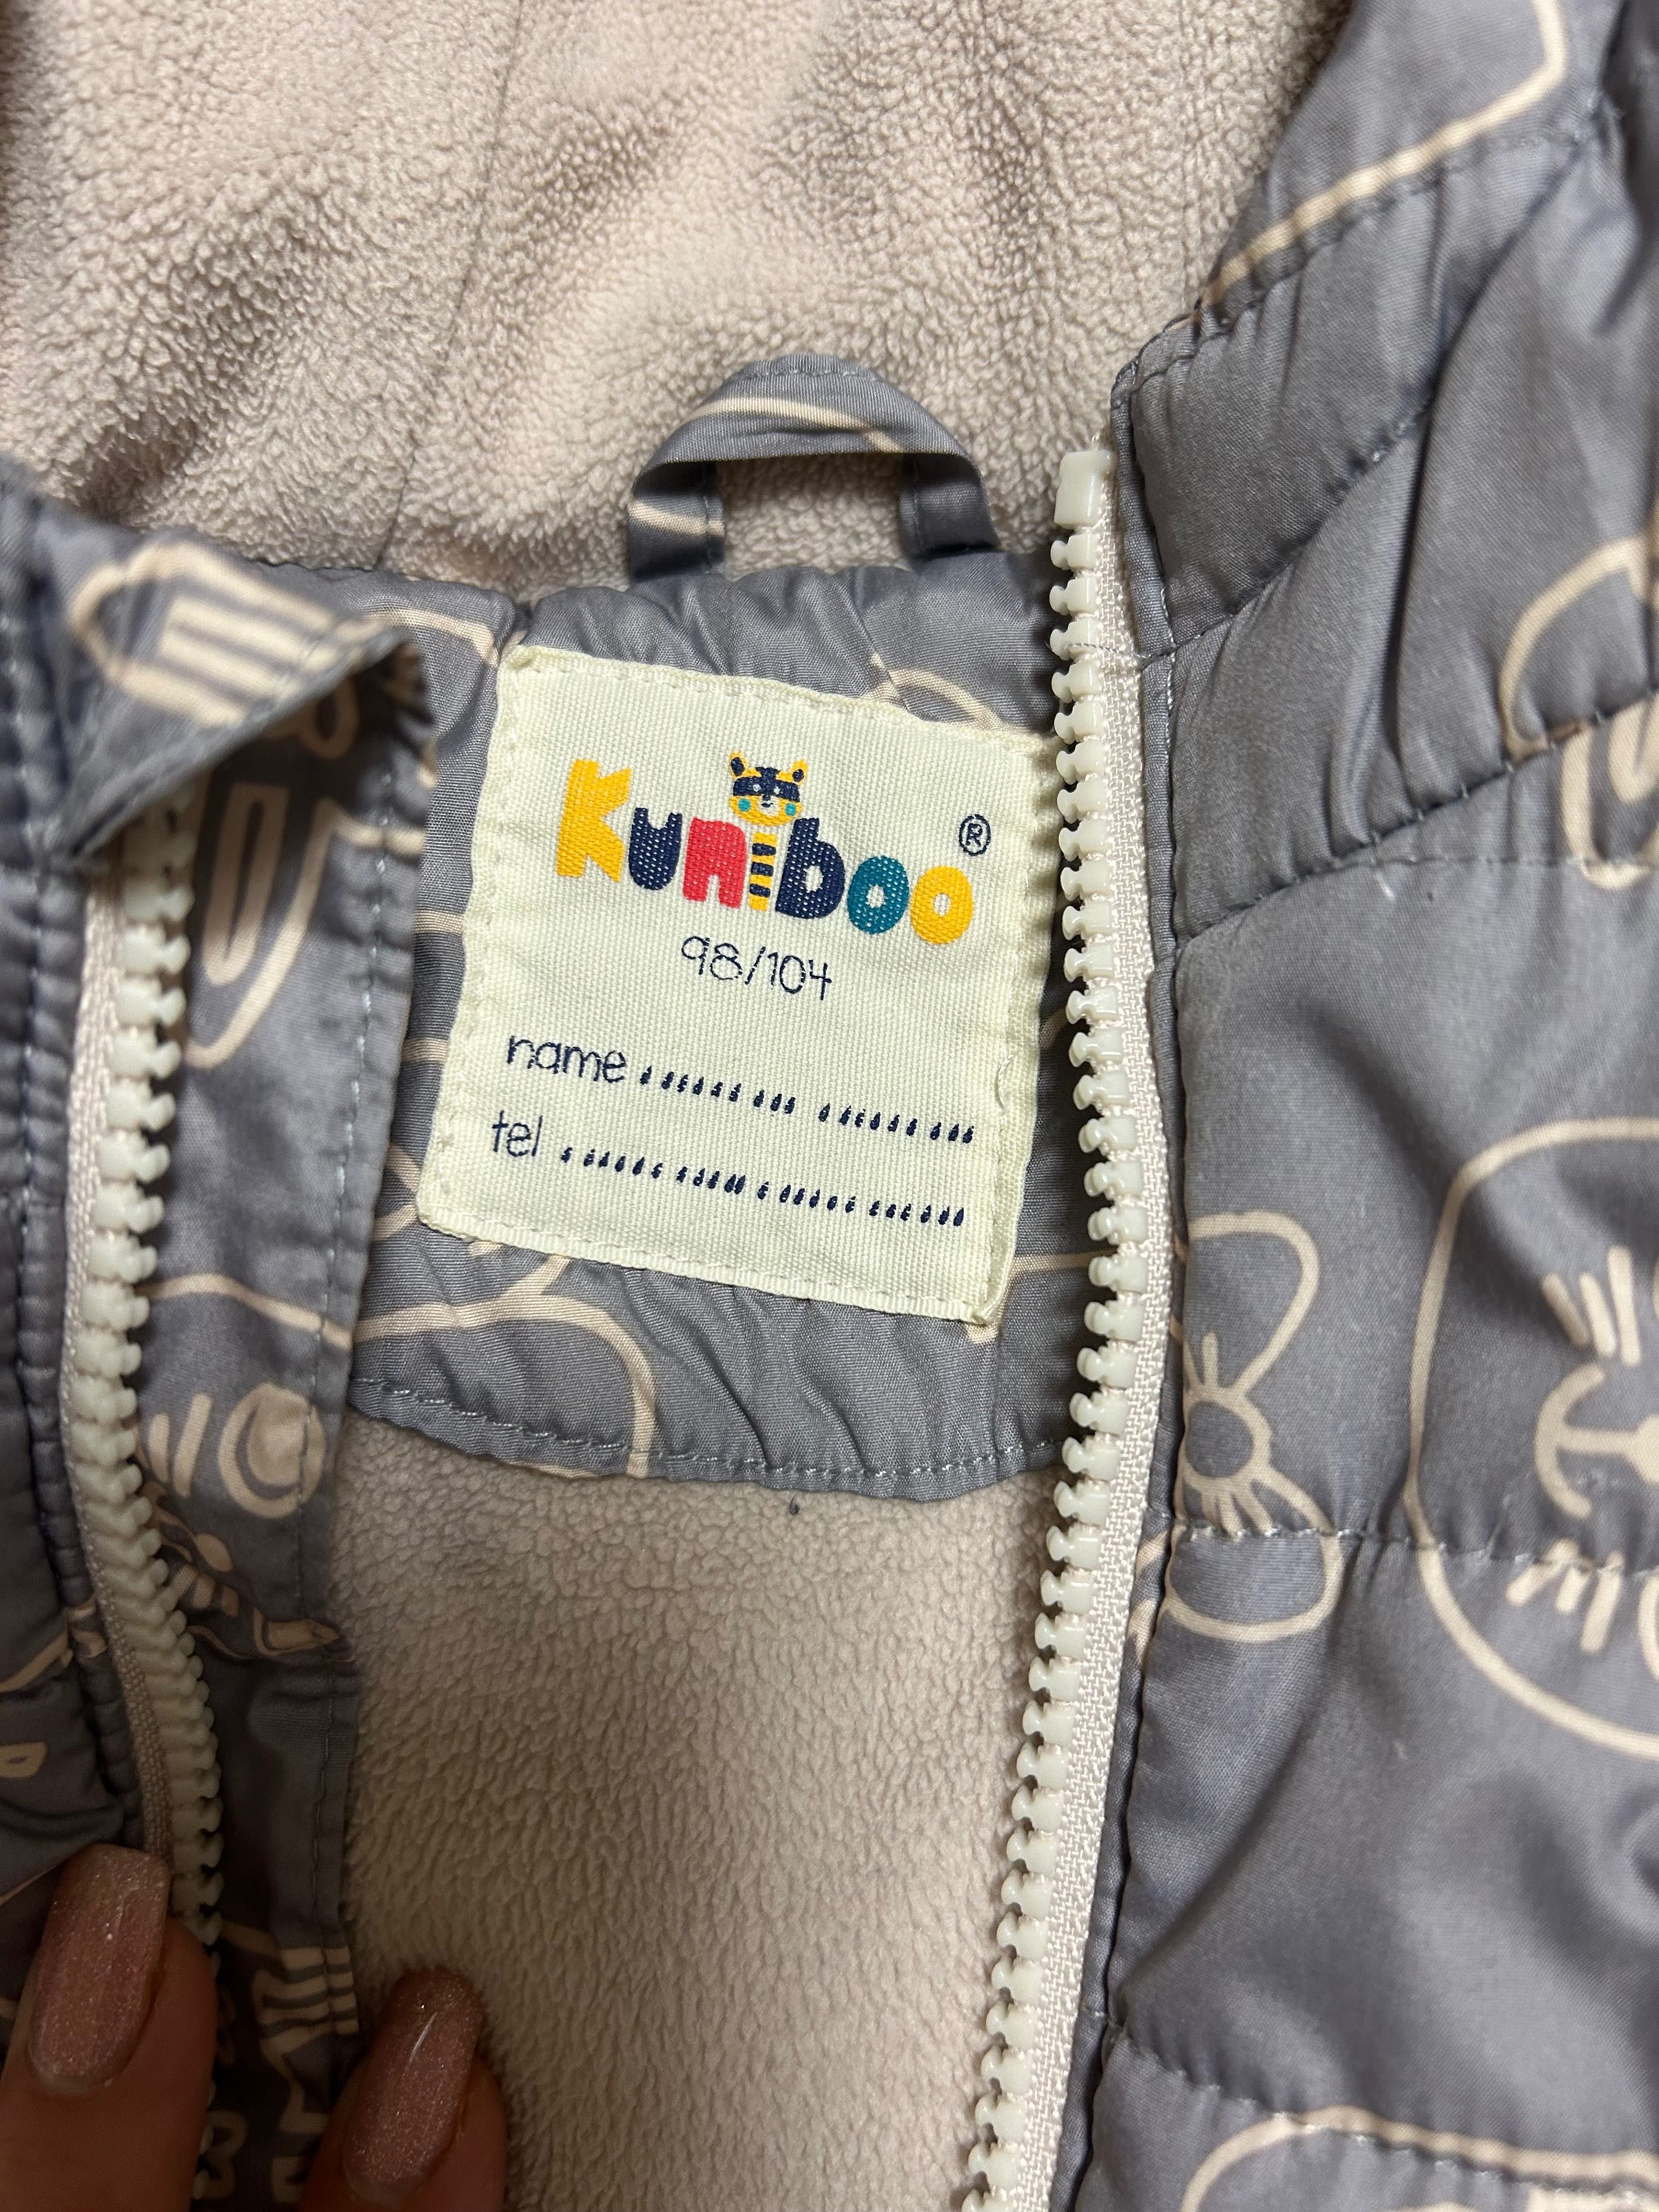 Kuniboo®
98/104
name ......... .........
tel ...... ...... . ...... ......